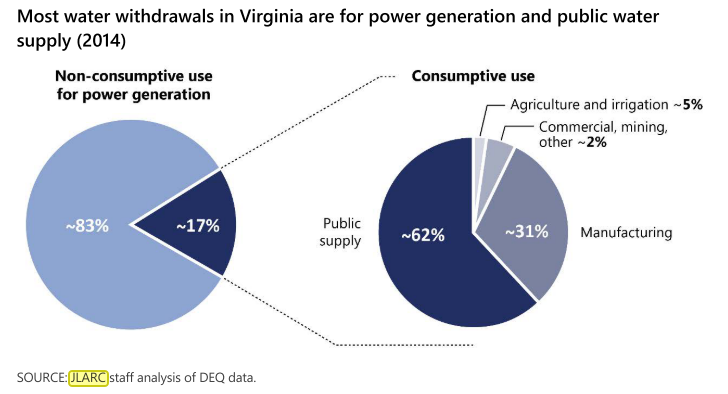 Most water withdrawals in Virginia are for power generation and public water
supply (2014)
Non-consumptive use
for power generation
Consumptive use
Agriculture and irrigation ~5%
Commercial, mining,
other ~2%
~83%
~17%
Public
supply
~62%
~31%
Manufacturing
SOURCE: JLARC staff analysis of DEQ data.